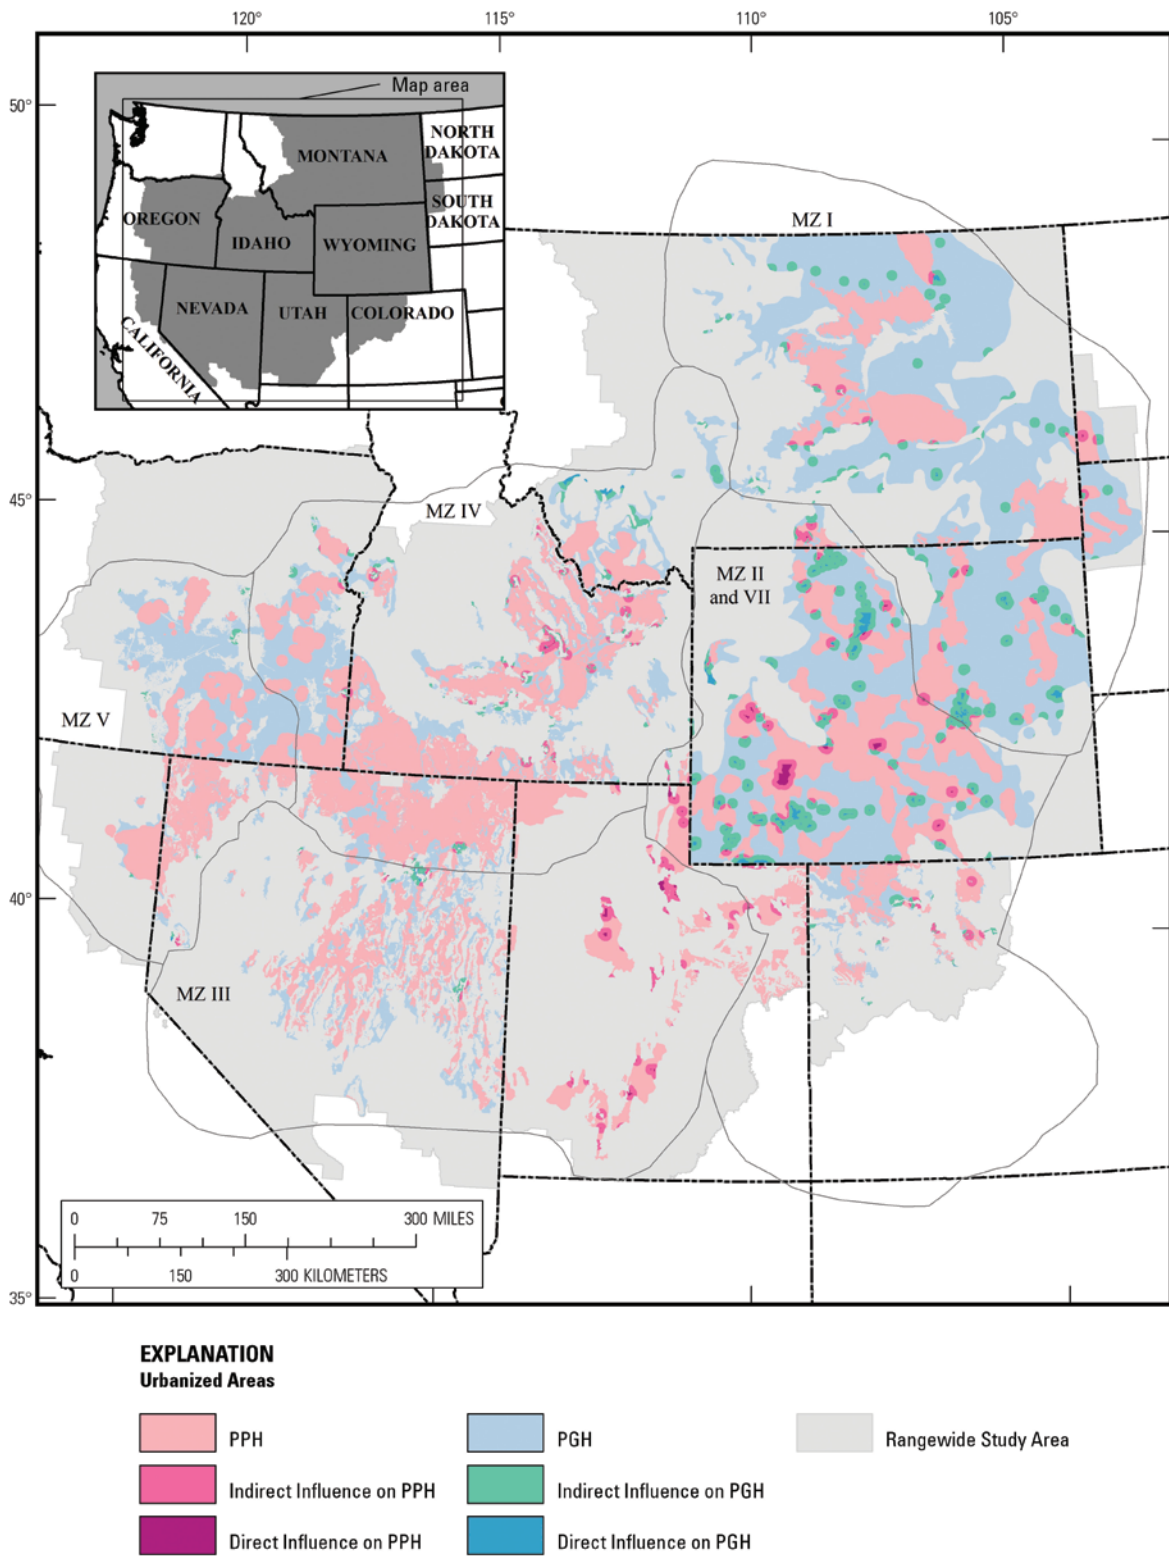 120°
115°
110°
105°
50°
45°
40°
35°
Map area
NORTH
DAKOTA
MONTANA
SOUTH
DAKOTA
OREGON
IDAHO
WYOMING
NEVADA
UTAH
COLORADO
CALIFORNIA
MZ I
MZ IV
MZ II
and VII
MZ V
MZ III
0 75 150 300 MILES
0 150 300 KILOMETERS
EXPLANATION
Urbanized Areas
PPH
PGH
Rangewide Study Area
Indirect Influence on PPH
Indirect Influence on PGH
Direct Influence on PPH
Direct Influence on PGH